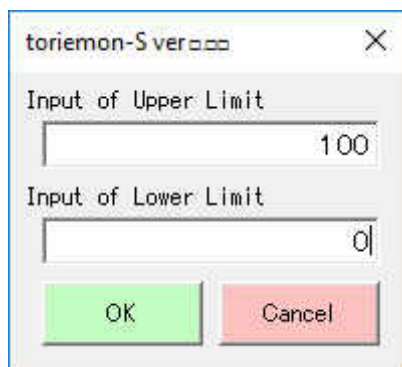 toriemon-S ver □.□□
Input of Upper Limit
100
Input of Lower Limit
0
OK
Cancel